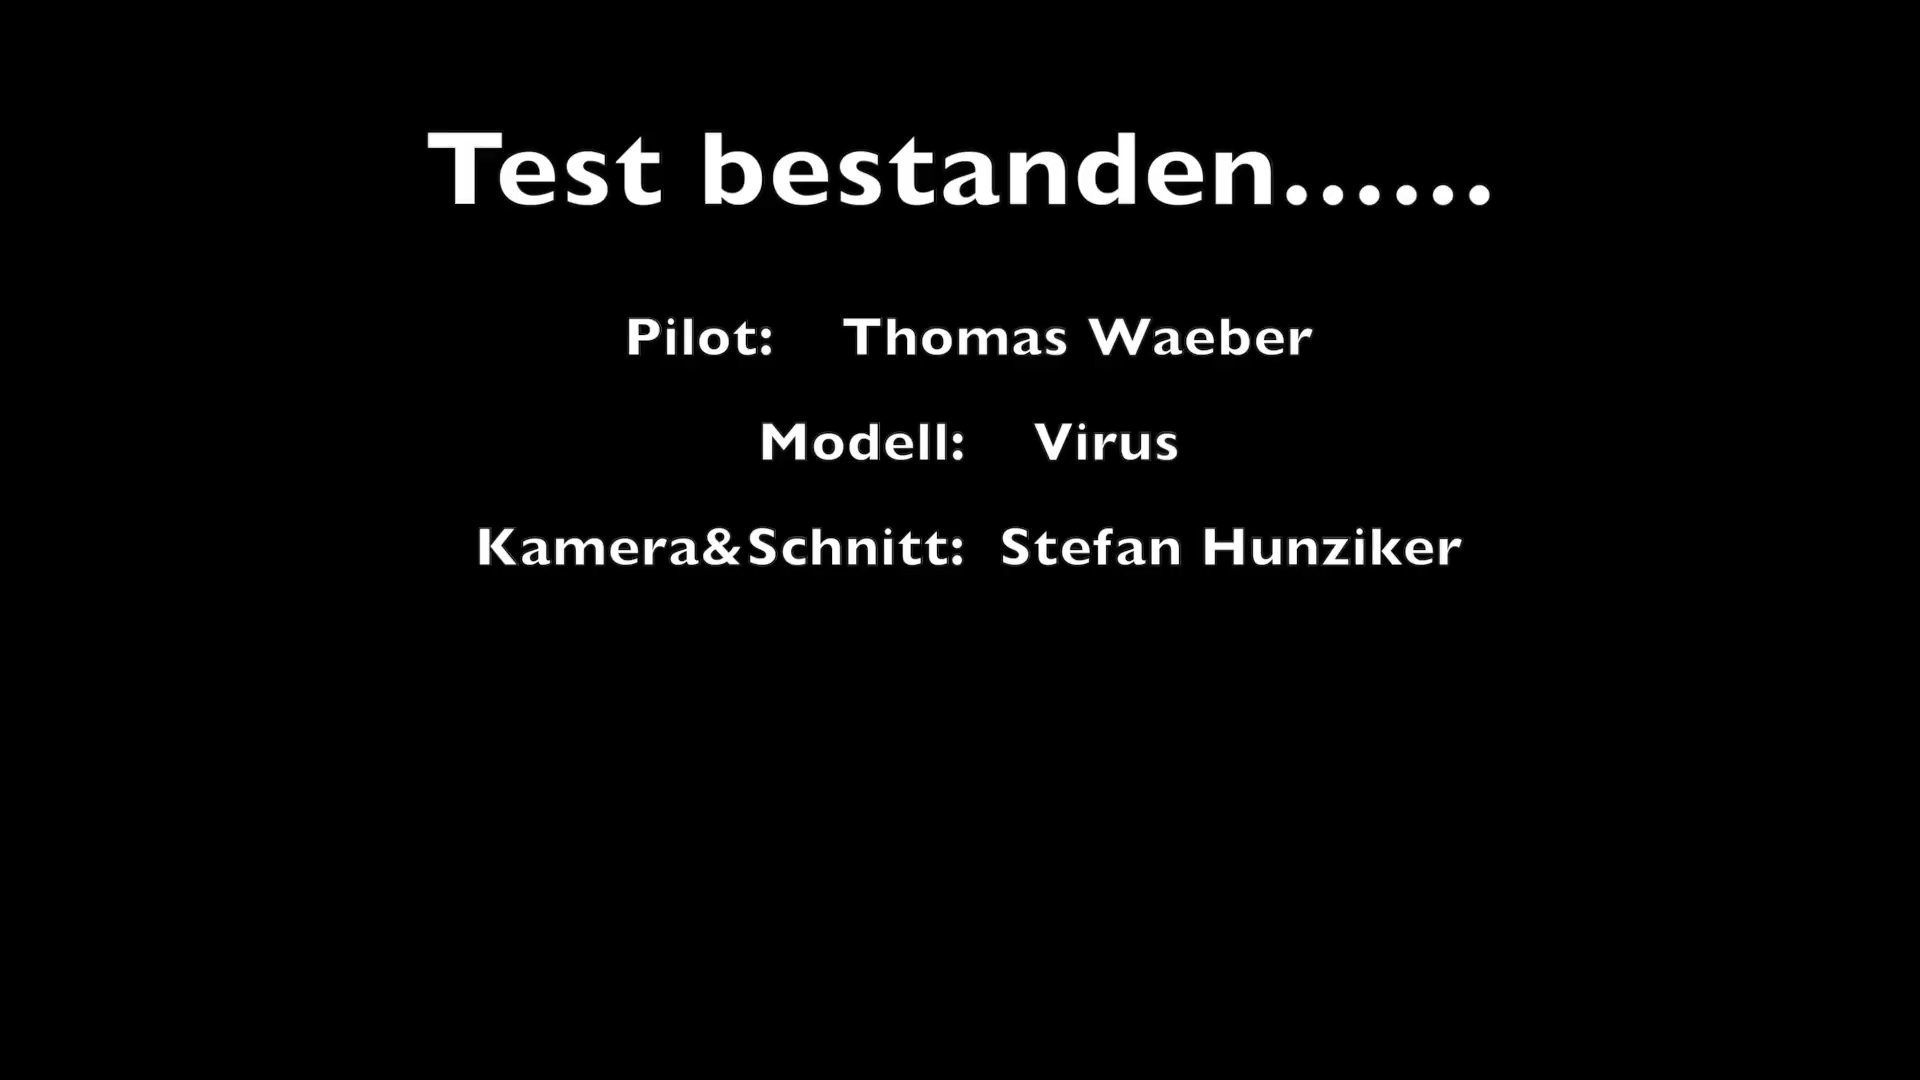 Test bestanden......
Pilot: Thomas Waeber
Modell: Virus
Kamera&Schnitt: Stefan Hunziker